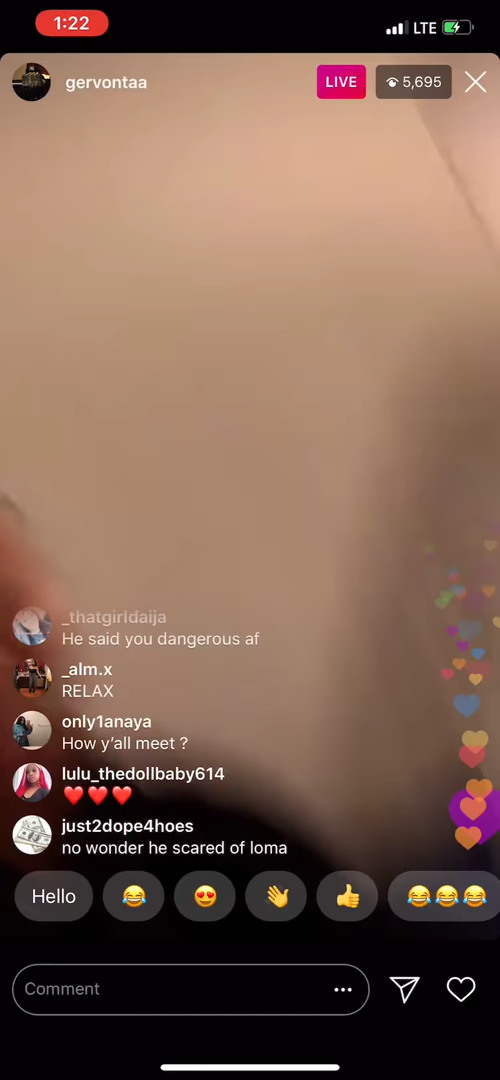 1:22
LTE
gervontaa
LIVE
5,695
_thatgirldaija
He said you dangerous af
_alm.x
RELAX
only1anaya
How y'all meet ?
lulu_thedollbaby614
❤️❤️❤️
just2dope4hoes
no wonder he scared of loma
Hello
😂
😍
👋
👍
😂😂😂
Comment